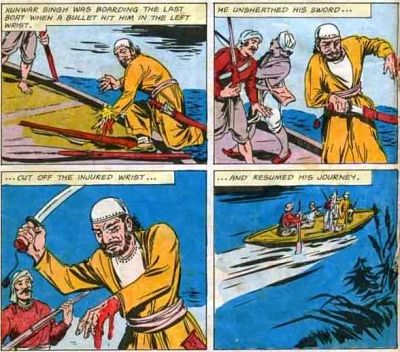 KUNWAR SINGH WAS BOARDING THE LAST
BOAT WHEN A BULLET HIT HIM IN THE LEFT
WRIST.
HE UNSHEATHED HIS SWORD...
...CUT OFF THE INJURED WRIST...
...AND RESUMED HIS JOURNEY.